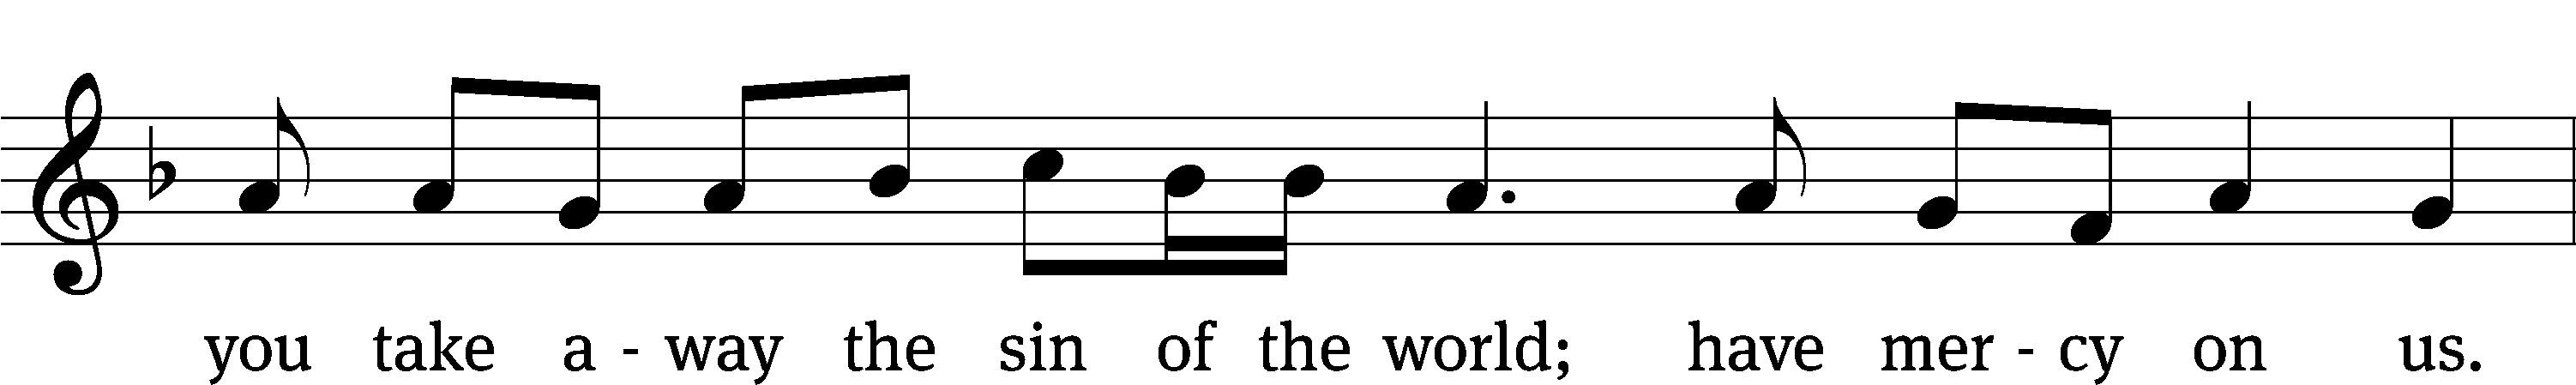 you take a - way the sin of the world; have mer - cy on us.